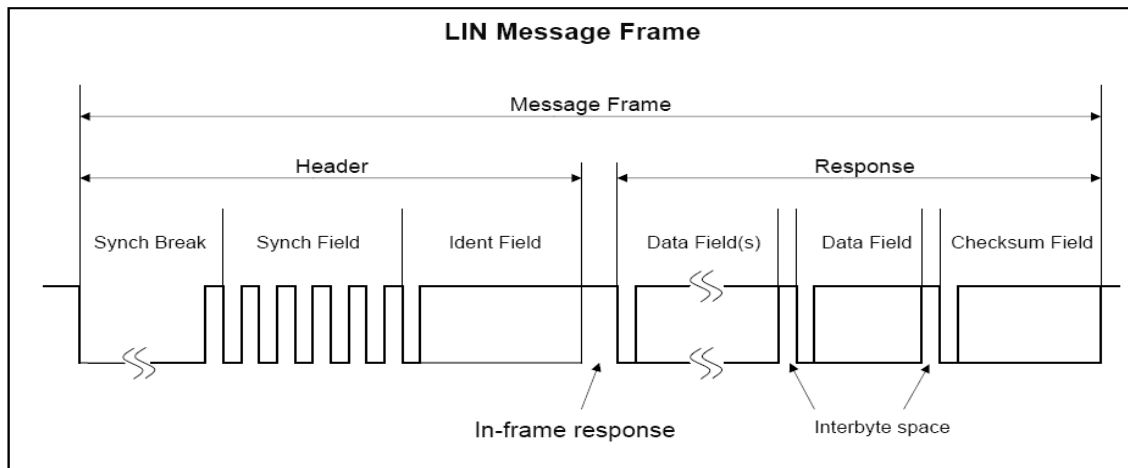 LIN Message Frame
Message Frame
Header
Response
Synch Break
Synch Field
Ident Field
Data Field(s)
Data Field
Checksum Field
In-frame response
Interbyte space